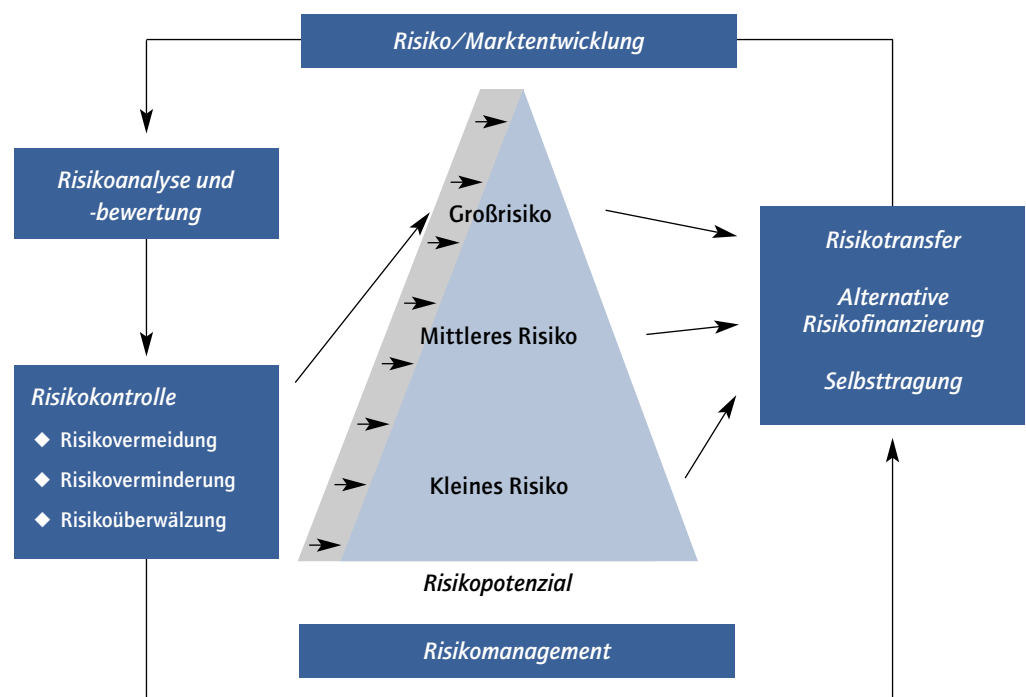 Risiko/Marktentwicklung
Risikoanalyse und
-bewertung
Risikokontrolle
◆ Risikovermeidung
◆ Risikoverminderung
◆ Risikoüberwälzung
Großrisiko
Mittleres Risiko
Kleines Risiko
Risikopotenzial
Risikotransfer
Alternative
Risikofinanzierung
Selbsttragung
Risikomanagement